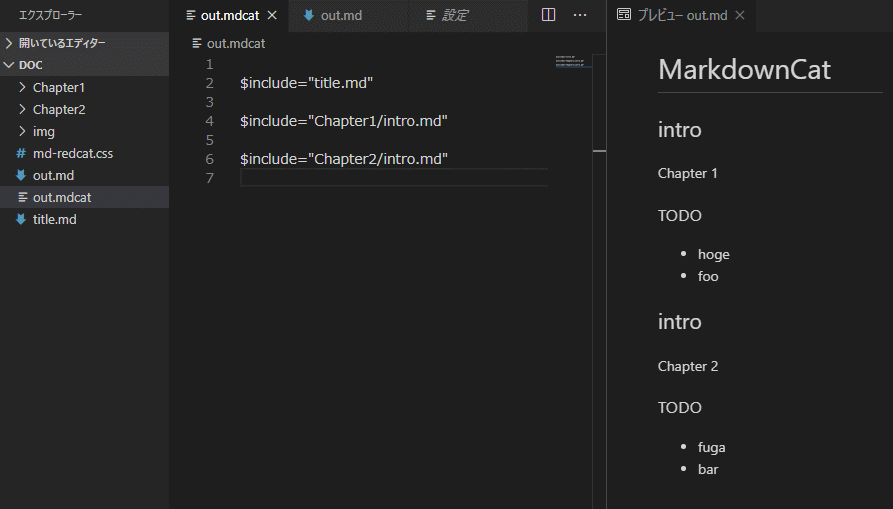 エクスプローラー
開いているエディター
DOC
Chapter1
Chapter2
img
# md-redcat.css
out.md
out.mdcat
title.md
out.mdcat × out.md 設定 ···
out.mdcat
1
2 $include="title.md"
3
4 $include="Chapter1/intro.md"
5
6 $include="Chapter2/intro.md"
7
プレビュー out.md ×
MarkdownCat
intro
Chapter 1
TODO
• hoge
• foo
intro
Chapter 2
TODO
• fuga
• bar